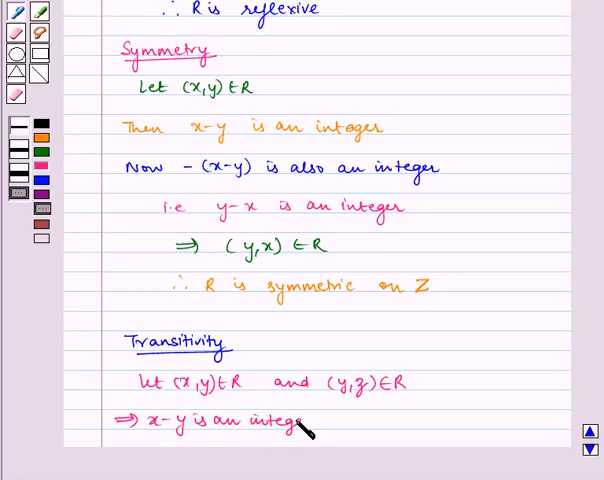 ∴ R is reflexive
Symmetry
Let (x,y) ∈ R
Then x-y is an integer
Now -(x-y) is also an integer
i.e y-x is an integer
⇒ (y,x) ∈ R
∴ R is symmetric on Z
Transitivity
let (x,y) ∈ R and (y,z) ∈ R
⇒ x-y is an intege